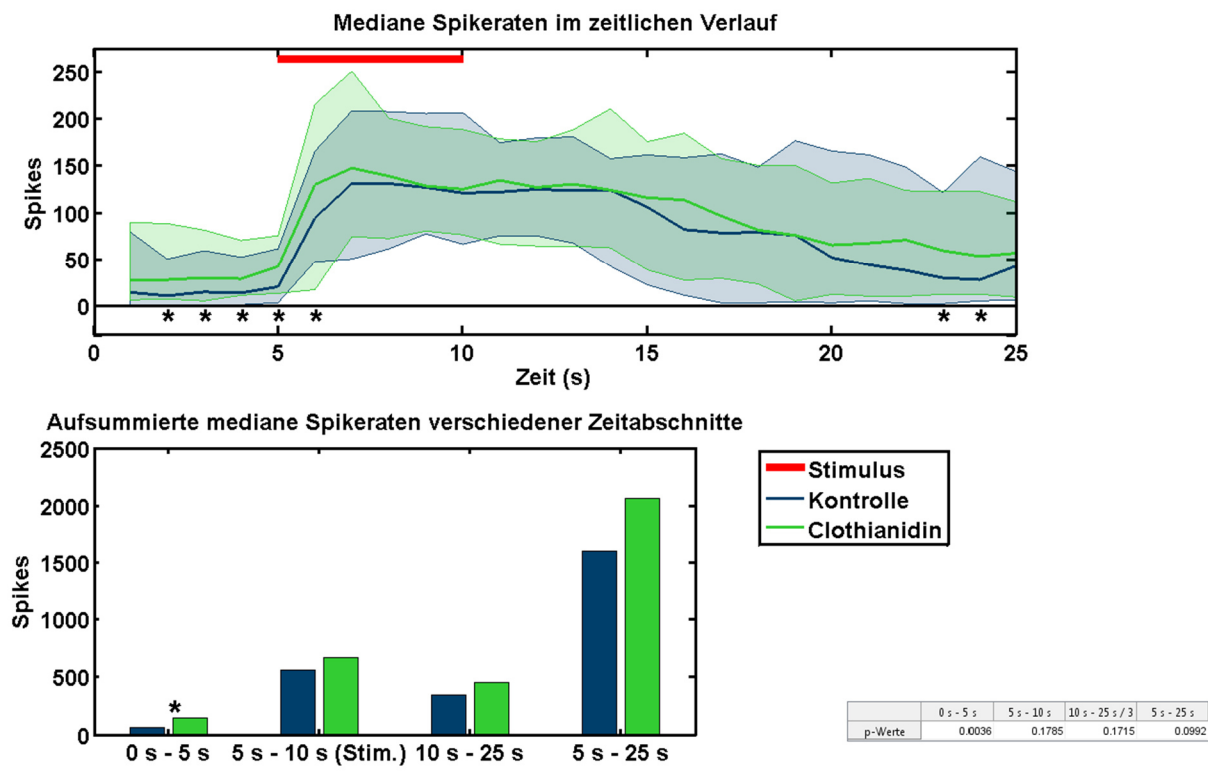 Mediane Spikeraten im zeitlichen Verlauf
250
200
150
100
50
0
Spikes
* * * * * * *
0 5 10 15 20 25
Zeit (s)
Aufsummierte mediane Spikeraten verschiedener Zeitabschnitte
2500
2000
1500
1000
500
0
Spikes
*
0 s - 5 s 5 s - 10 s (Stim.) 10 s - 25 s 5 s - 25 s
Stimulus
Kontrolle
Clothianidin
0 s - 5 s 5 s - 10 s 10 s - 25 s / 3 5 s - 25 s
p-Werte 0.0036 0.1785 0.1715 0.0992